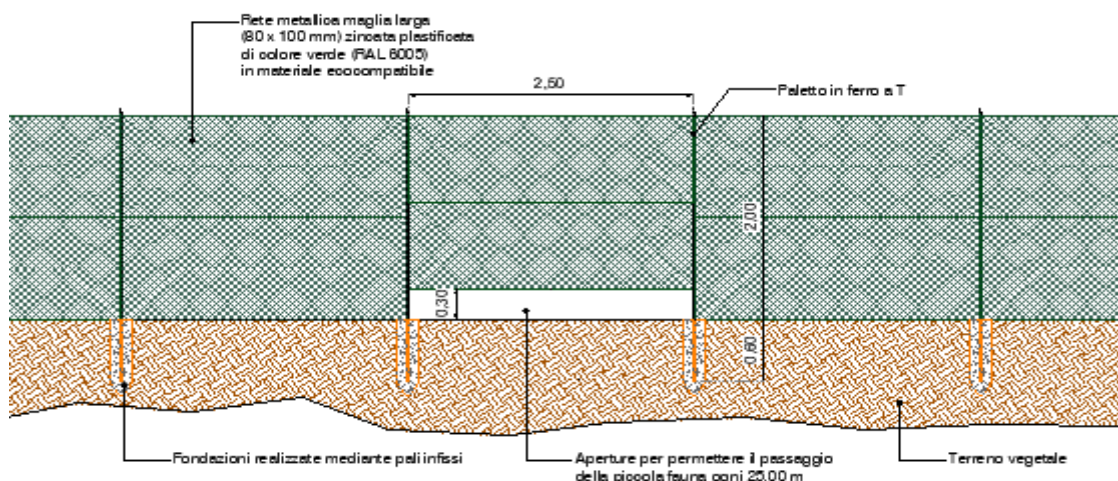 Rete metallica maglia larga
(80 x 100 mm) zincata plastificata
di colore verde (RAL 6005)
in materiale ecocompatibile
2,50
Paletto in ferro a T
2,00
0,30
0,60
Fondazioni realizzate mediante pali infissi
Aperture per permettere il passaggio
della piccola fauna ogni 25,00 m
Terreno vegetale